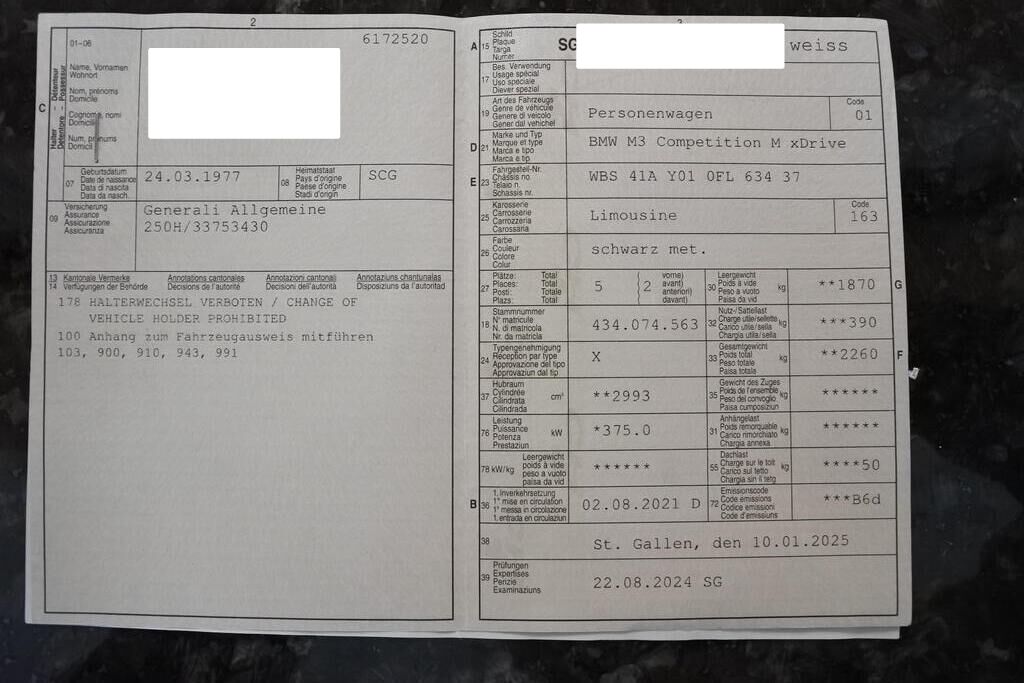 2
6172520
01-06
C
Halter - Détenteur
Detentore - Possessur
Name, Vornamen
Wohnort
Nom, prénoms
Domicile
Cognome, nomi
Domicilio
Num, prenums
Domicil
07
Geburtsdatum
Date de naissance
Data di nascita
Data da nasch.
24.03.1977
08
Heimatstaat
Pays d'origine
Paese d'origine
Stadi d'origin
SCG
09
Versicherung
Assurance
Assicurazione
Assicuranza
Generali Allgemeine
250H/33753430
13 Kantonale Vermerke Annotations cantonales Annotazioni cantonali Annotaziuns chantunalas
14 Verfügungen der Behörde Décisions de l'autorité Decisioni dell'autorità Disposiziuns da l'autoritad
178 HALTERWECHSEL VERBOTEN / CHANGE OF
VEHICLE HOLDER PROHIBITED
100 Anhang zum Fahrzeugausweis mitführen
103, 900, 910, 943, 991
3
A
15
Schild
Plaque
Targa
Numer
SG
weiss
17
Bes. Verwendung
Usage spécial
Uso speciale
Diever spezial
19
Art des Fahrzeugs
Genre de véhicule
Genere di veicolo
Gener dal vehichel
Personenwagen
Code
01
D
21
Marke und Typ
Marque et type
Marca e tipo
Marca e tip
BMW M3 Competition M xDrive
E
23
Fahrgestell-Nr.
Châssis no
Telaio n.
Schassis nr.
WBS 41A Y01 0FL 634 37
25
Karosserie
Carrosserie
Carrozzeria
Carossaria
Limousine
Code
163
26
Farbe
Couleur
Colore
Colur
schwarz met.
27
Plätze: Total
Places: Total
Posti: Totale
Plazs: Total
5
2
vorne)
avant)
anteriori)
davant)
30
Leergewicht
Poids à vide
Peso a vuoto
Paisa da vid
kg
**1870
G
18
Stammnummer
N° matricule
N. di matricola
Nr. da matricla
434.074.563
32
Nutz-/Sattellast
Charge utile/sellette
Carico utile/sella
Chargia utila/sella
kg
***390
24
Typengenehmigung
Réception par type
Approvazione del tipo
Approvaziun dal tip
X
33
Gesamtgewicht
Poids total
Peso totale
Paisa totale
kg
**2260
F
37
Hubraum
Cylindrée
Cilindrata
Cilindrada
cm³
**2993
35
Gewicht des Zuges
Poids de l'ensemble
Peso del convoglio
Paisa cumposiziun
kg
******
76
Leistung
Puissance
Potenza
Prestaziun
kW
*375.0
31
Anhängelast
Poids remorquable
Carico rimorchiato
Chargia annexa
kg
******
78 kW/kg
Leergewicht
poids à vide
peso a vuoto
paisa da vid
******
55
Dachlast
Charge sur le toit
Carico sul tetto
Chargia sin il tetg
kg
****50
B
36
1. Inverkehrsetzung
1re mise en circulation
1a messa in circolazione
1. entrada en circulaziun
02.08.2021 D
72
Emissionscode
Code émissions
Codice emissioni
Code d'emissiuns
***B6d
38
St. Gallen, den 10.01.2025
39
Prüfungen
Expertises
Perizie
Examinaziuns
22.08.2024 SG